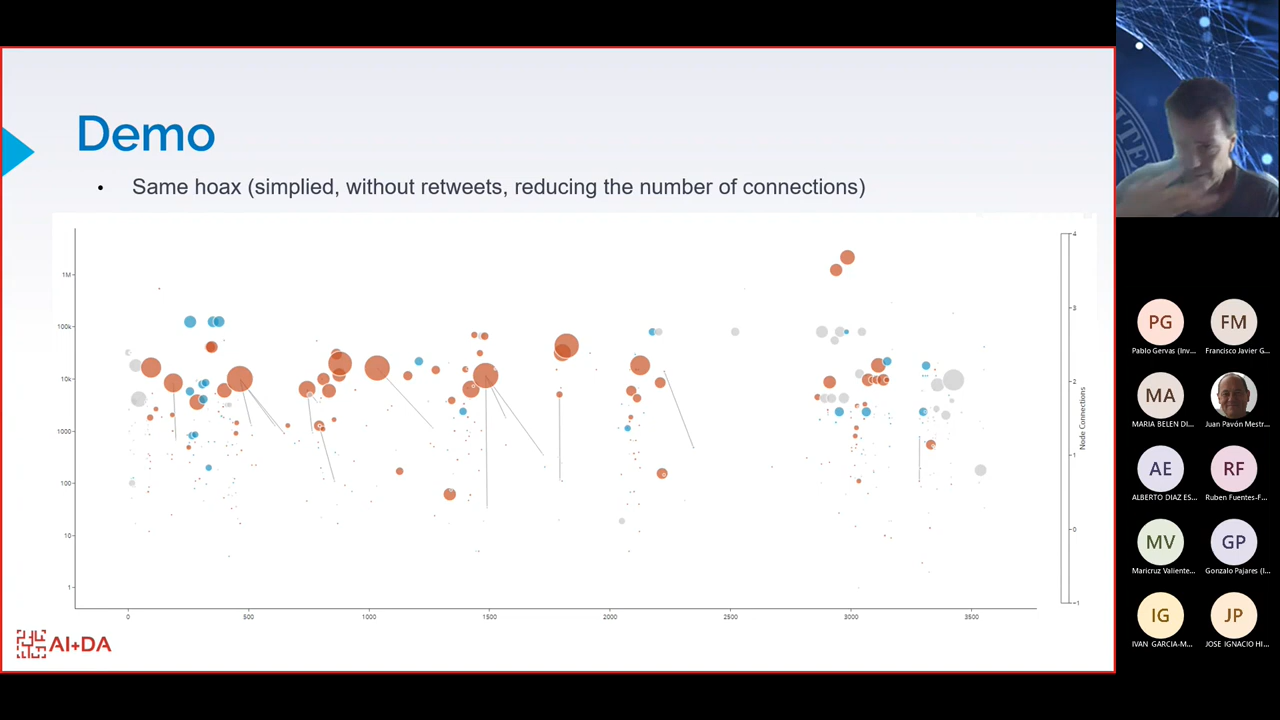 Demo
• Same hoax (simplied, without retweets, reducing the number of connections)
1M
100k
10k
1000
100
10
1
0
500
1000
1500
2000
2500
3000
3500
4
3
2
1
0
−1
Node Connections
AI+DA
PG
FM
Pablo Gervas (Inv...
Francisco Javier G...
MA
MARIA BELEN DI...
Juan Pavón Mestr...
AE
RF
ALBERTO DIAZ ES...
Ruben Fuentes-F...
MV
GP
Maricruz Valiente...
Gonzalo Pajares (I...
IG
JP
IVAN GARCIA-M...
JOSE IGNACIO HI...